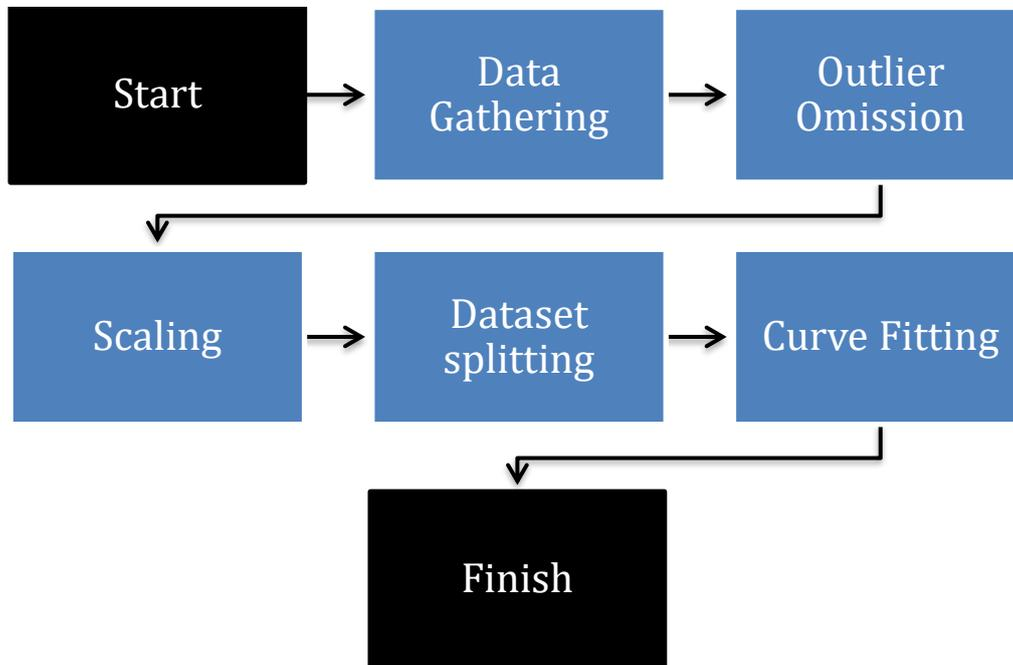 Start
Data
Gathering
Outlier
Omission
Scaling
Dataset
splitting
Curve Fitting
Finish